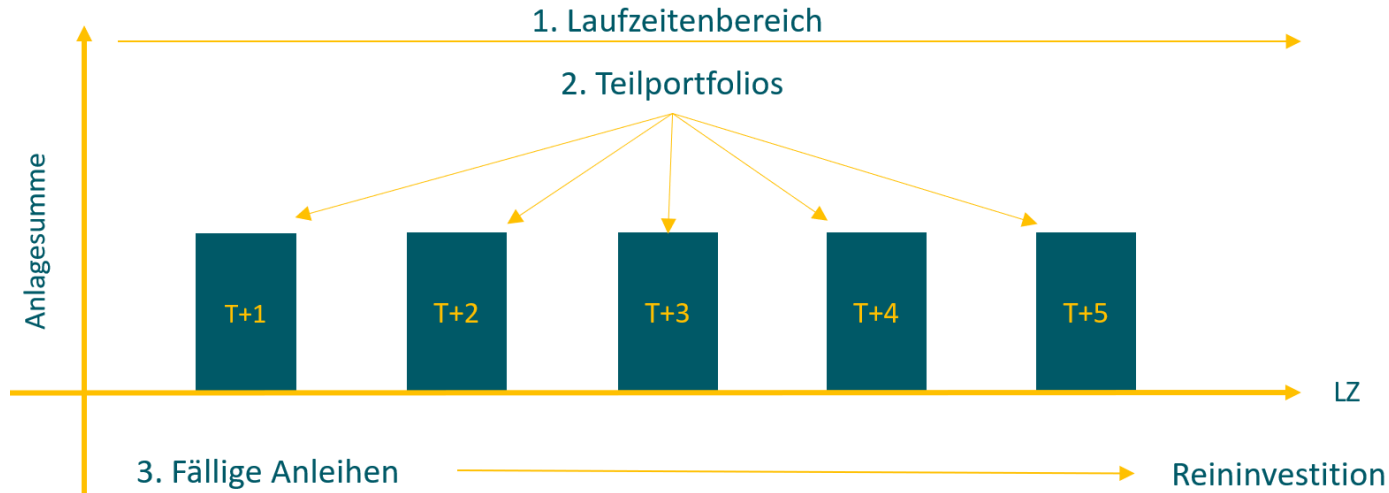 1. Laufzeitenbereich
2. Teilportfolios
Anlagesumme
T+1
T+2
T+3
T+4
T+5
LZ
3. Fällige Anleihen
Reininvestition